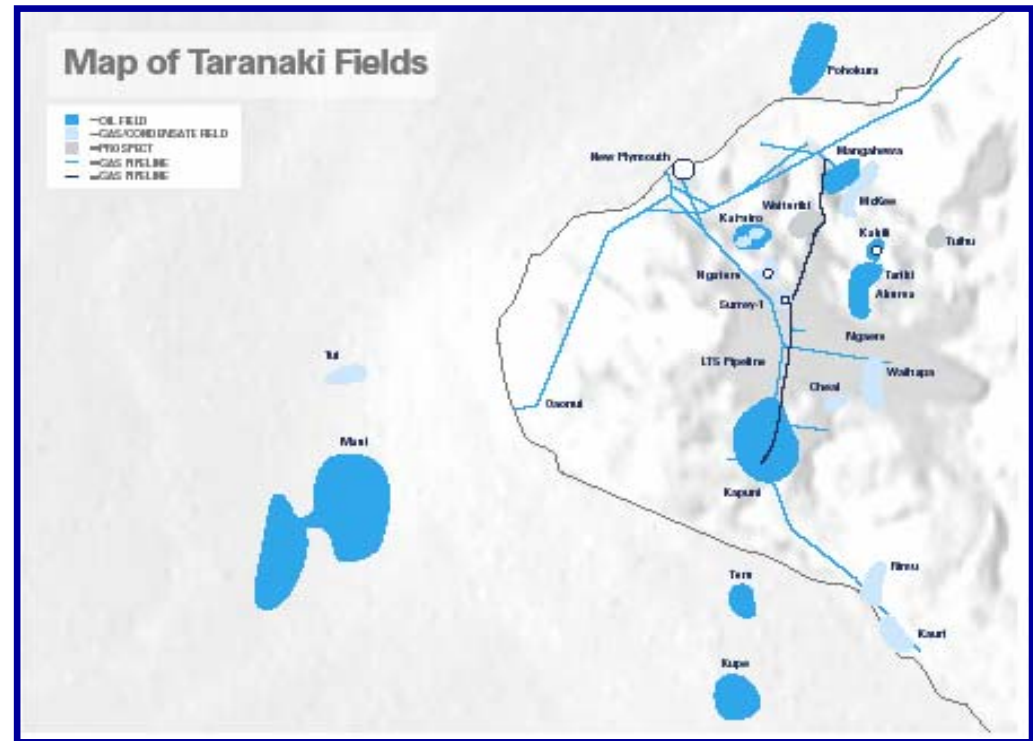 Map of Taranaki Fields
OIL FIELD
GAS/CONDENSATE FIELD
PROSPECT
GAS PIPELINE
GAS PIPELINE
Pohokura
New Plymouth
Mangahewa
McKee
Waitoriki
Kaimiro
Kahili
Tuihu
Ngatoro
Tariki
Ahuroa
Surrey-1
Ngaere
Tui
LTS Pipeline
Waihapa
Cheal
Oaonui
Maui
Kapuni
Rimu
Toru
Kauri
Kupe